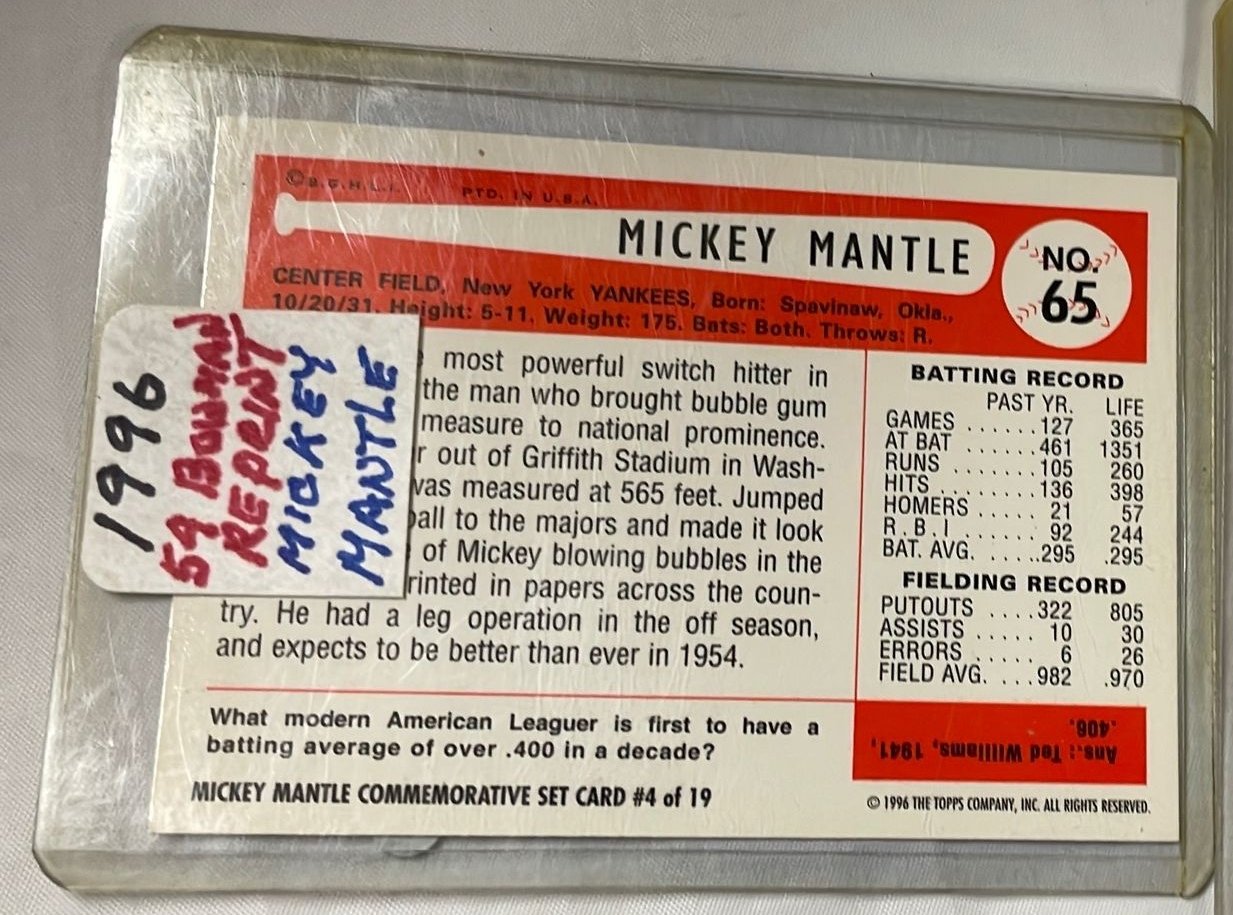 © B.G.H.L.I. PTD. IN U.S.A.
MICKEY MANTLE
NO.
65
CENTER FIELD, New York YANKEES, Born: Spavinaw, Okla.,
10/20/31. Height: 5-11, Weight: 175. Bats: Both. Throws: R.
1996
54 BOWMAN
REPRINT
MICKEY
MANTLE
most powerful switch hitter in
the man who brought bubble gum
measure to national prominence.
out of Griffith Stadium in Wash-
was measured at 565 feet. Jumped
to the majors and made it look
of Mickey blowing bubbles in the
in papers across the coun-
try. He had a leg operation in the off season,
and expects to be better than ever in 1954.
BATTING RECORD
PAST YR. LIFE
GAMES ......127 365
AT BAT ......461 1351
RUNS .......105 260
HITS ........136 398
HOMERS ..... 21 57
R.B.I ....... 92 244
BAT. AVG. .....295 .295
FIELDING RECORD
PUTOUTS ....322 805
ASSISTS ..... 10 30
ERRORS ..... 6 26
FIELD AVG. ...982 .970
What modern American Leaguer is first to have a
batting average of over .400 in a decade?
Ans.: Ted Williams, 1941,
.406.
MICKEY MANTLE COMMEMORATIVE SET CARD #4 of 19
© 1996 THE TOPPS COMPANY, INC. ALL RIGHTS RESERVED.